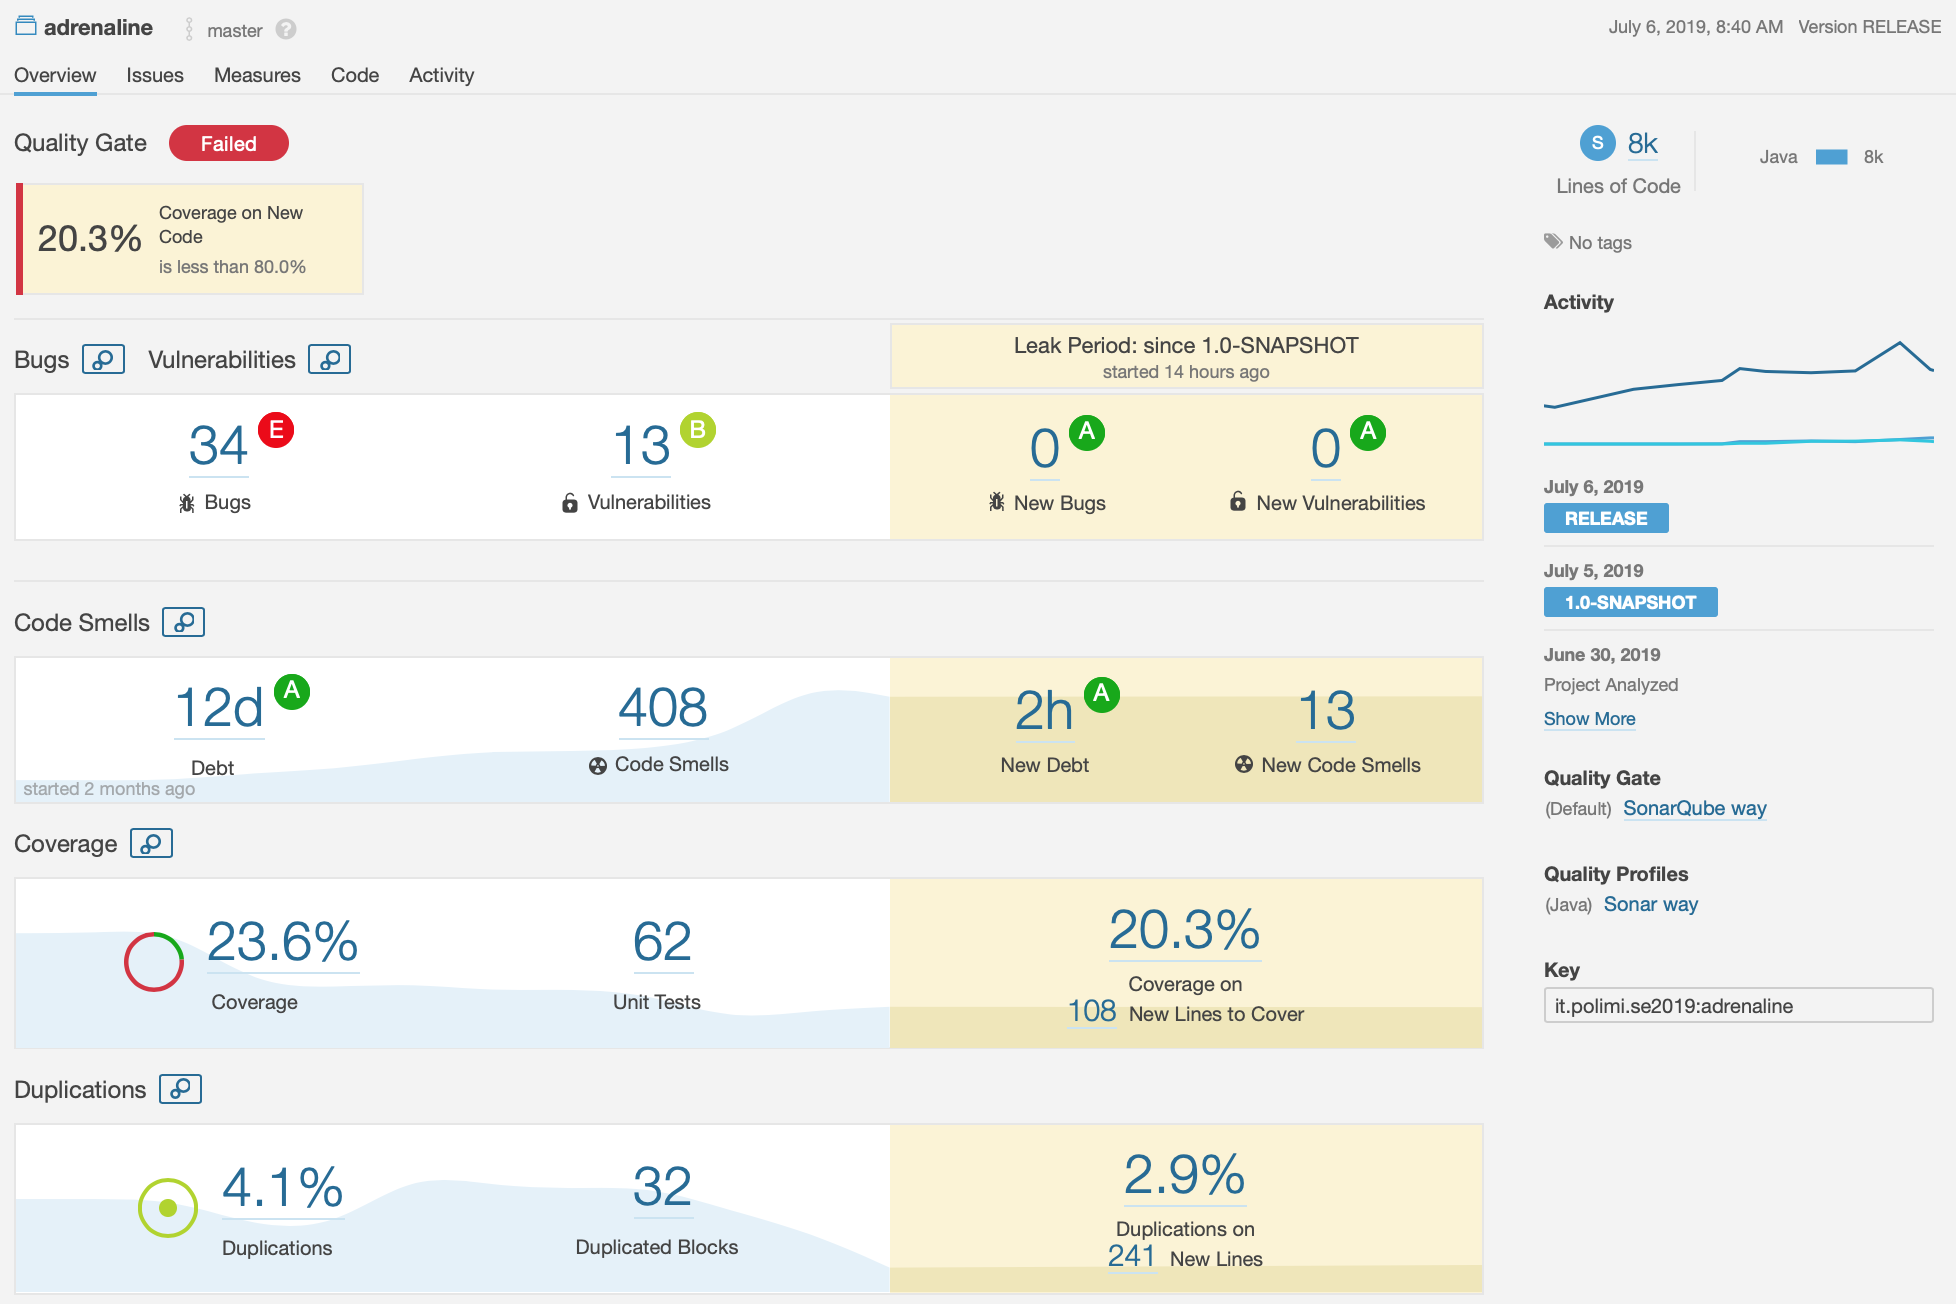 adrenaline master ?
July 6, 2019, 8:40 AM Version RELEASE
Overview Issues Measures Code Activity
Quality Gate Failed
20.3%
Coverage on New
Code
is less than 80.0%
Leak Period: since 1.0-SNAPSHOT
started 14 hours ago
Bugs Vulnerabilities
34 E
Bugs
13 B
Vulnerabilities
0 A
New Bugs
0 A
New Vulnerabilities
Code Smells
12d A
Debt
started 2 months ago
408
Code Smells
2h A
New Debt
13
New Code Smells
Coverage
23.6%
Coverage
62
Unit Tests
20.3%
Coverage on
108 New Lines to Cover
Duplications
4.1%
Duplications
32
Duplicated Blocks
2.9%
Duplications on
241 New Lines
S 8k
Lines of Code
Java 8k
No tags
Activity
July 6, 2019
RELEASE
July 5, 2019
1.0-SNAPSHOT
June 30, 2019
Project Analyzed
Show More
Quality Gate
(Default) SonarQube way
Quality Profiles
(Java) Sonar way
Key
it.polimi.se2019:adrenaline